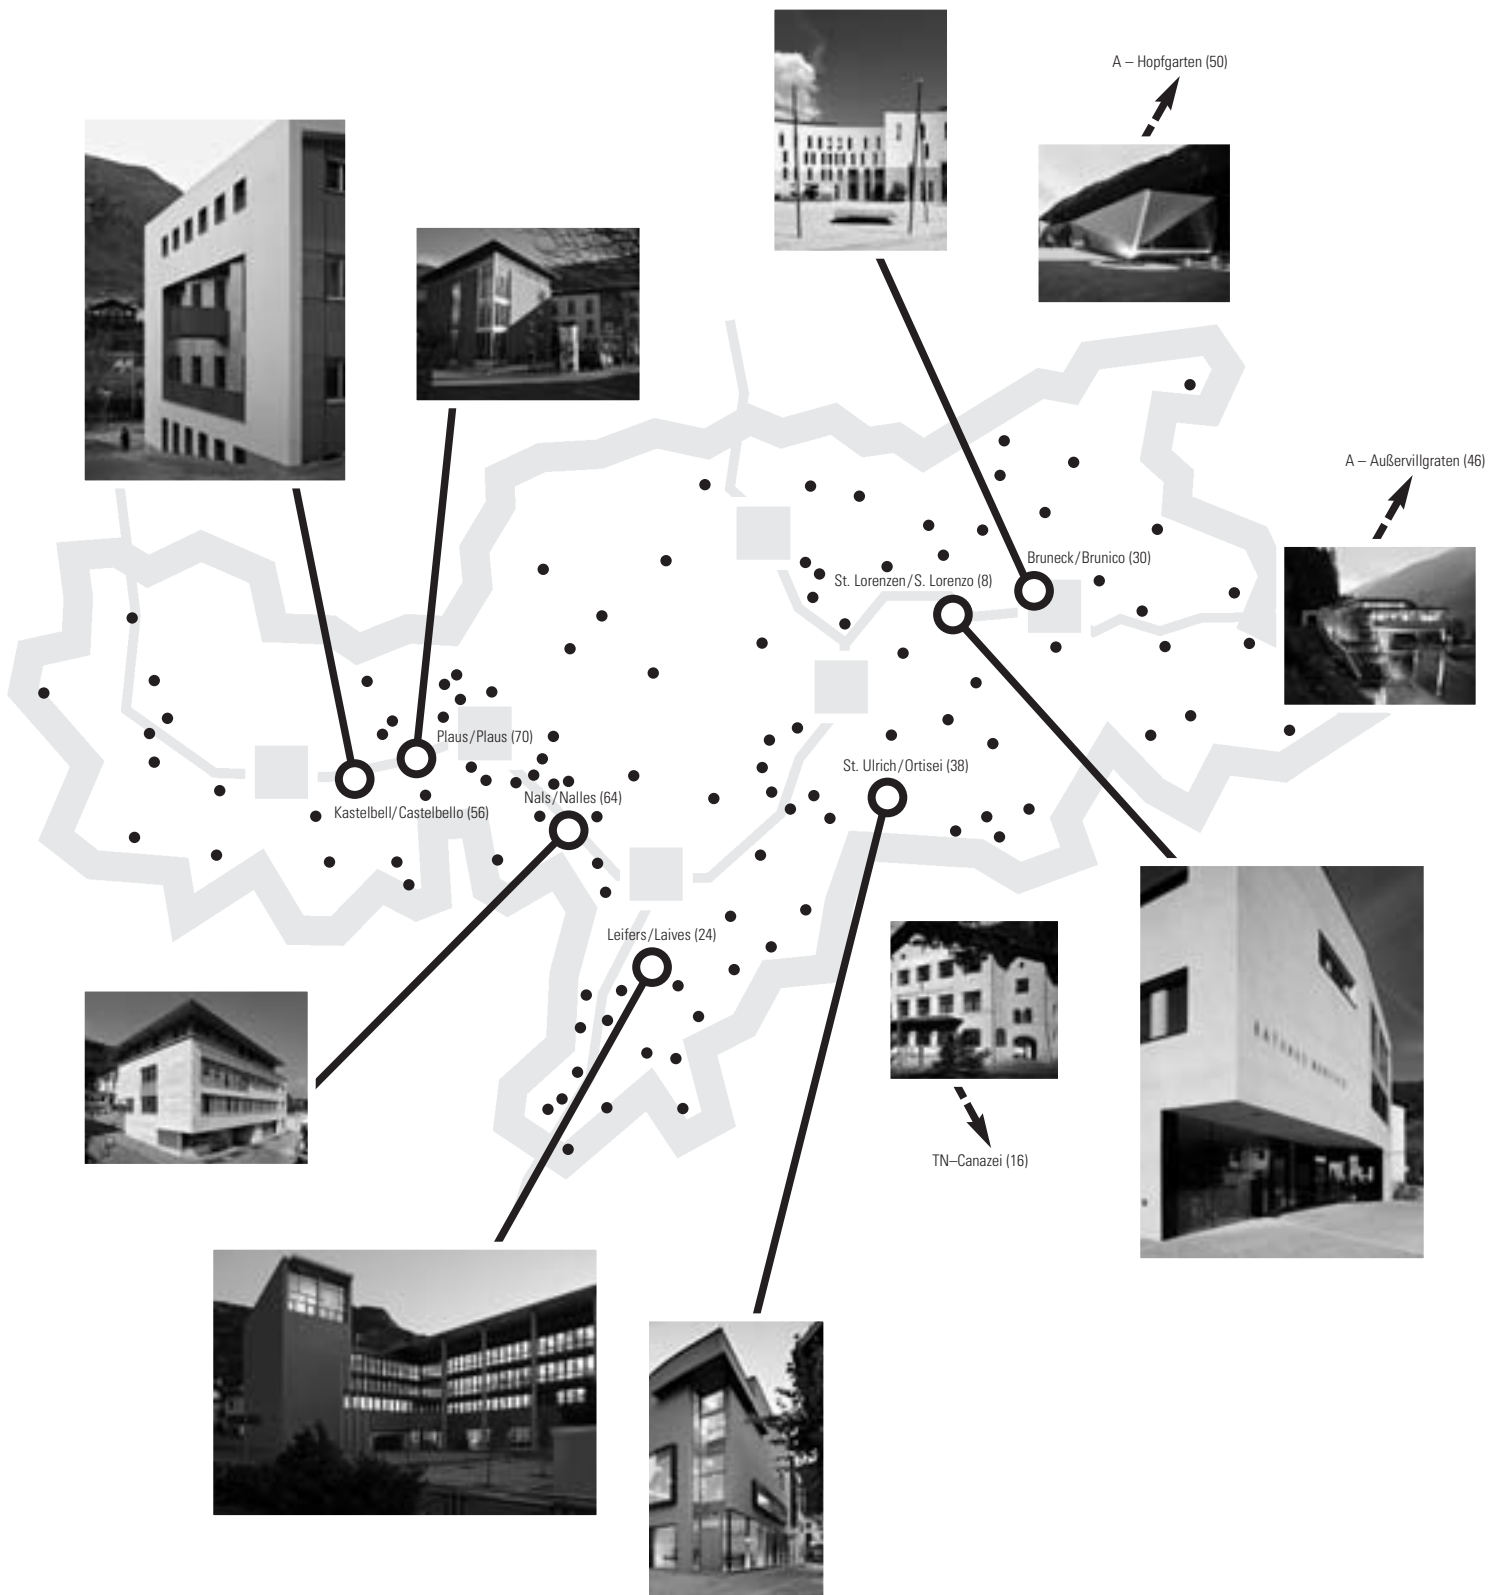 A – Hopfgarten (50)
A – Außervillgraten (46)
Bruneck/Brunico (30)
St. Lorenzen/S. Lorenzo (8)
Plaus/Plaus (70)
St. Ulrich/Ortisei (38)
Nals/Nalles (64)
Kastelbell/Castelbello (56)
Leifers/Laives (24)
TN–Canazei (16)